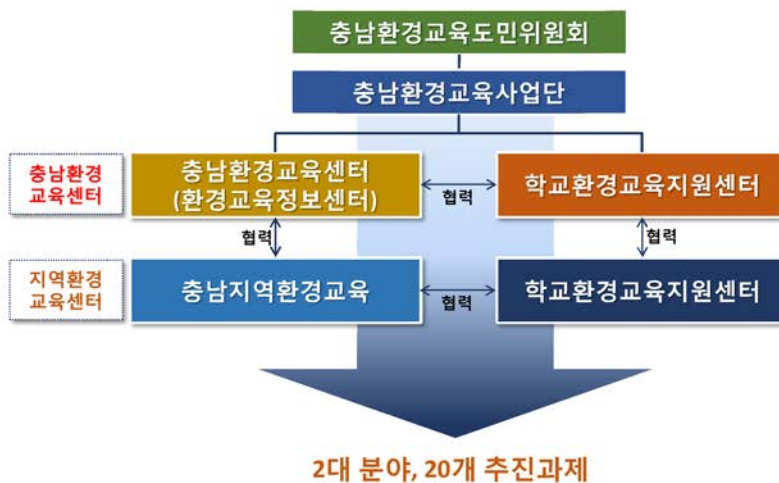 충남환경교육도민위원회
충남환경교육사업단
충남환경
교육센터
충남환경교육센터
(환경교육정보센터)
협력
학교환경교육지원센터
협력
협력
지역환경
교육센터
충남지역환경교육
협력
학교환경교육지원센터
2대 분야, 20개 추진과제